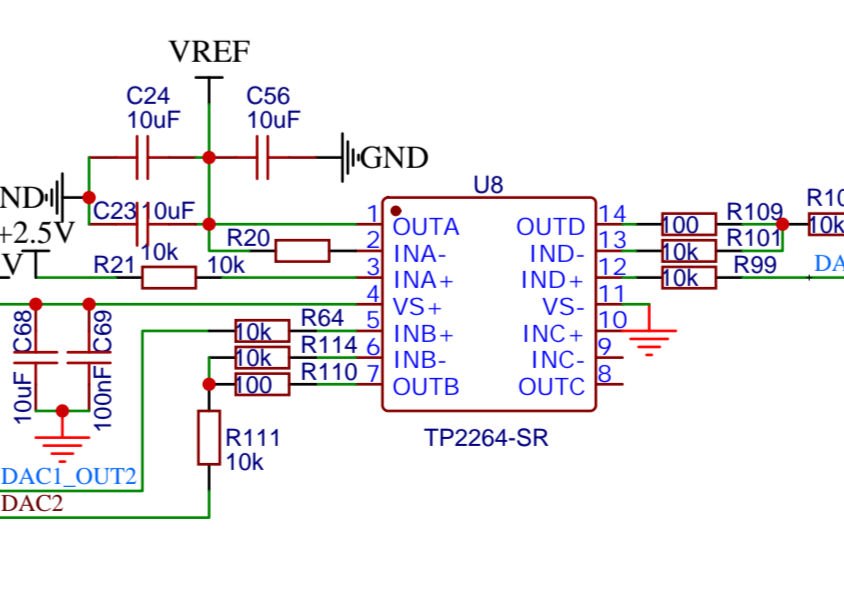 VREF
C24
10uF
C56
10uF
GND
ND
C23 10uF
+2.5V
V
10k
R20
R21
10k
U8
1 OUTA
2 INA-
3 INA+
4 VS+
5 INB+
6 INB-
7 OUTB
OUTD 14
IND- 13
IND+ 12
VS- 11
INC+ 10
INC- 9
OUTC 8
TP2264-SR
100 R109
10k R101
10k R99
R10
10k
DA
C68
10uF
C69
100nF
10k R64
10k R114
100 R110
R111
10k
DAC1_OUT2
DAC2